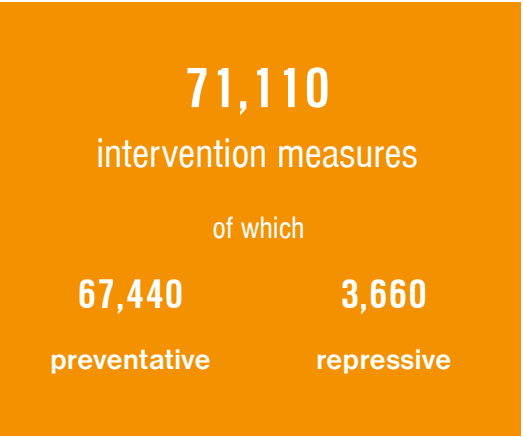 71,110
intervention measures
of which
67,440 3,660
preventative repressive